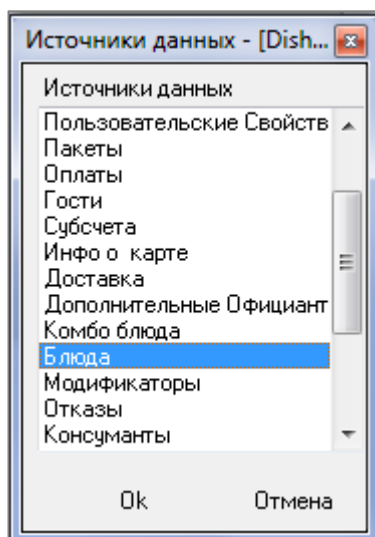 Источники данных - [Dish...
Источники данных
Пользовательские Свойств
Пакеты
Оплаты
Гости
Субсчета
Инфо о карте
Доставка
Дополнительные Официант
Комбо блюда
Блюда
Модификаторы
Отказы
Консуманты
Ok Отмена